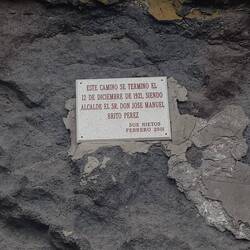 ESTE CAMINO SE TERMINO EL
12 DE DICIEMBRE DE 1921, SIENDO
ALCALDE EL SR. DON JOSE MANUEL
BRITO PEREZ
SUS NIETOS
FEBRERO 2001